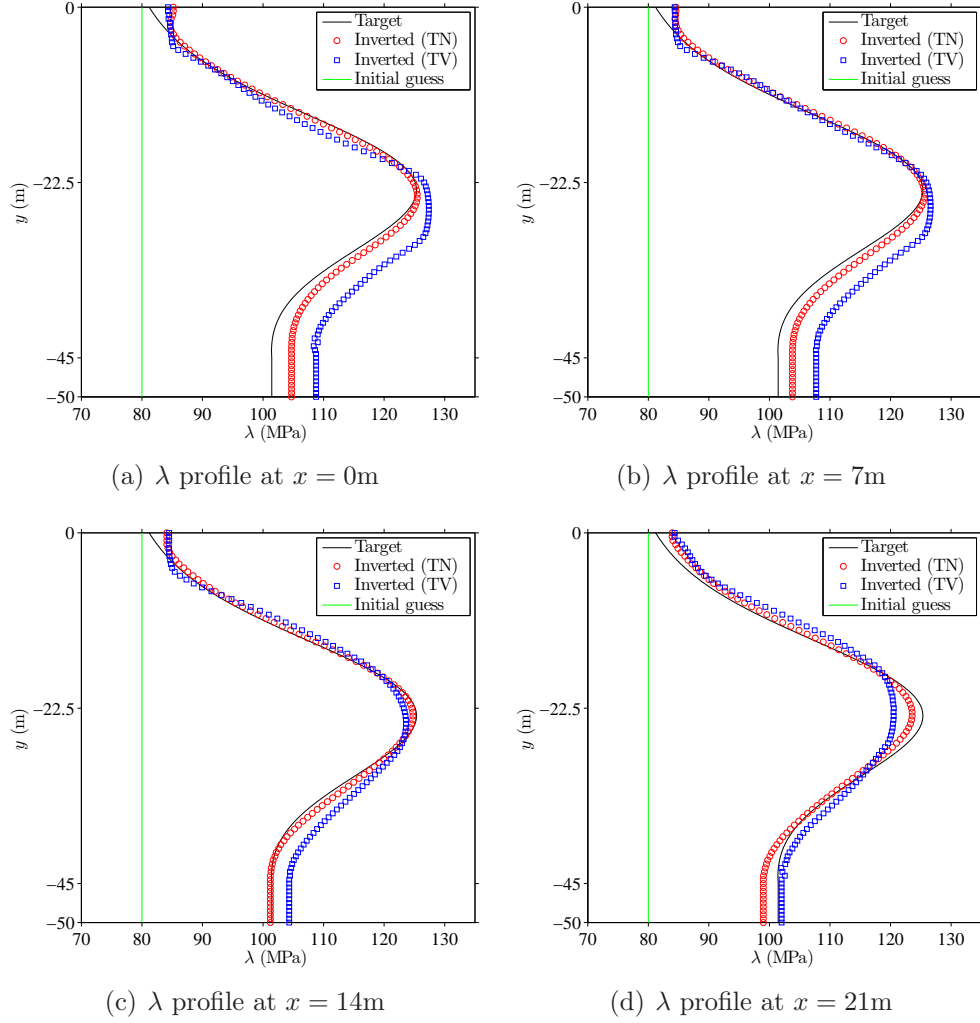 0
-22.5
-45
-50
y (m)
70 80 90 100 110 120 130
λ (MPa)
Target
Inverted (TN)
Inverted (TV)
Initial guess
(a) λ profile at x = 0m
0
-22.5
-45
-50
y (m)
70 80 90 100 110 120 130
λ (MPa)
Target
Inverted (TN)
Inverted (TV)
Initial guess
(b) λ profile at x = 7m
0
-22.5
-45
-50
y (m)
70 80 90 100 110 120 130
λ (MPa)
Target
Inverted (TN)
Inverted (TV)
Initial guess
(c) λ profile at x = 14m
0
-22.5
-45
-50
y (m)
70 80 90 100 110 120 130
λ (MPa)
Target
Inverted (TN)
Inverted (TV)
Initial guess
(d) λ profile at x = 21m